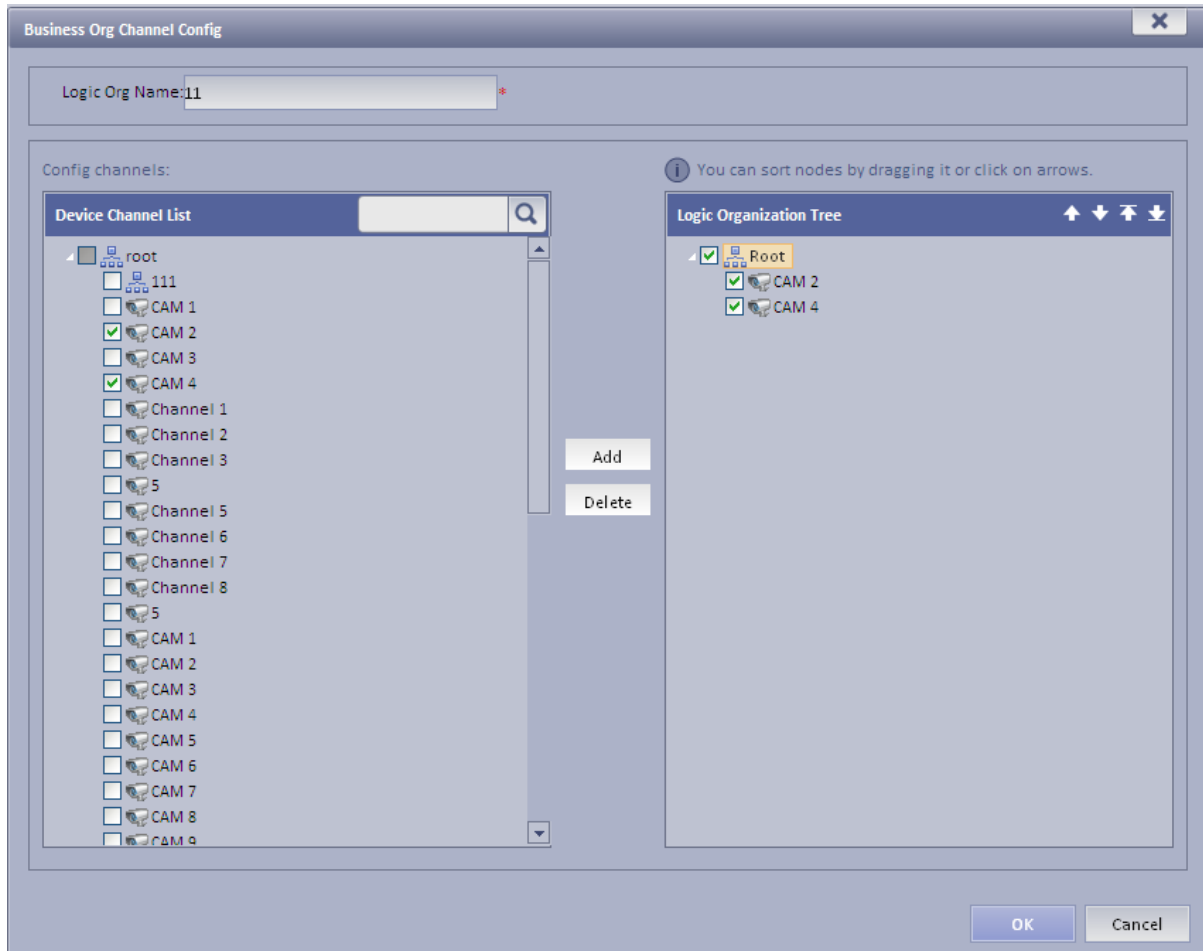 Business Org Channel Config
Logic Org Name:11 *
Config channels:
Device Channel List
root
111
CAM 1
CAM 2
CAM 3
CAM 4
Channel 1
Channel 2
Channel 3
5
Channel 5
Channel 6
Channel 7
Channel 8
5
CAM 1
CAM 2
CAM 3
CAM 4
CAM 5
CAM 6
CAM 7
CAM 8
CAM 9
Add
Delete
i You can sort nodes by dragging it or click on arrows.
Logic Organization Tree
Root
CAM 2
CAM 4
OK
Cancel